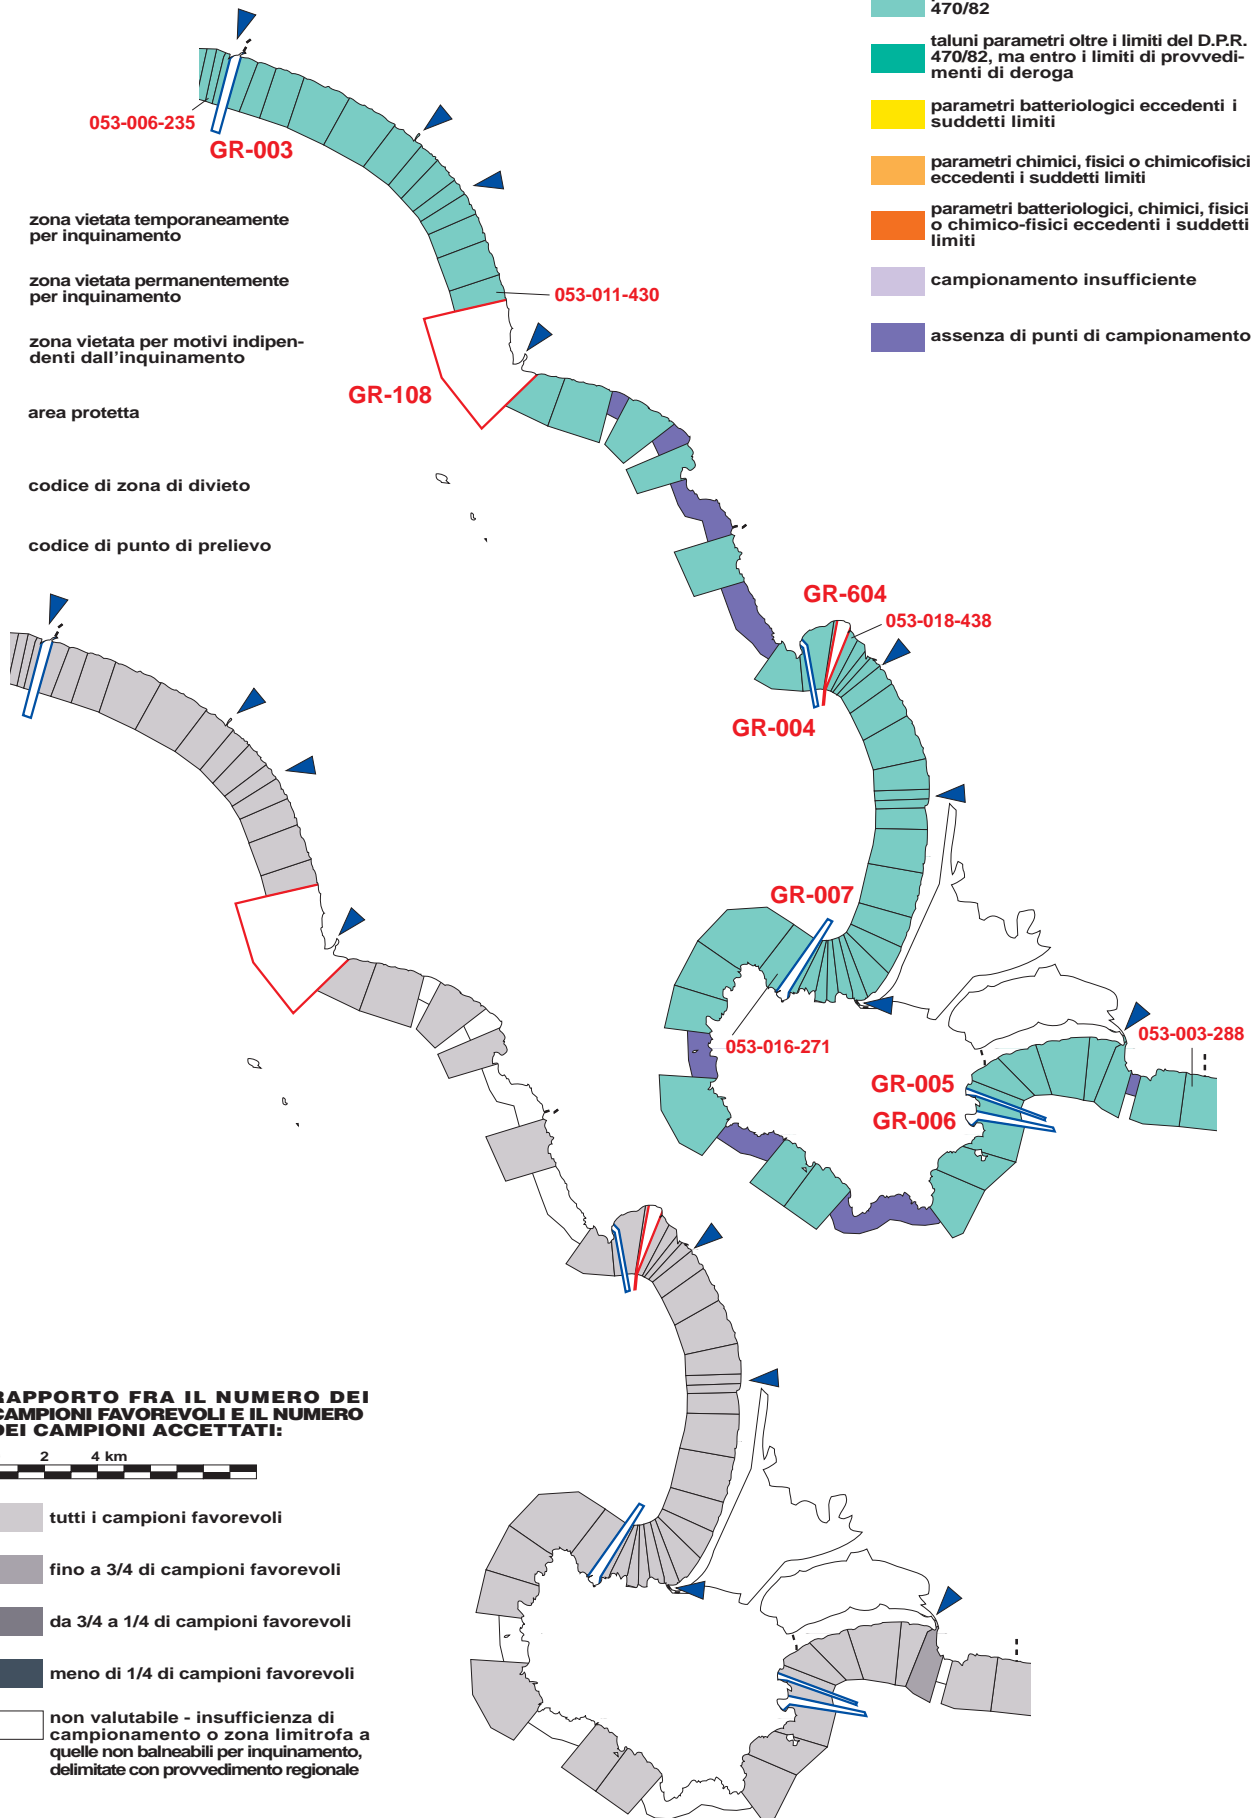 470/82
taluni parametri oltre i limiti del D.P.R.
470/82, ma entro i limiti di provvedi-
menti di deroga
parametri batteriologici eccedenti i
suddetti limiti
parametri chimici, fisici o chimicofisici
eccedenti i suddetti limiti
parametri batteriologici, chimici, fisici
o chimico-fisici eccedenti i suddetti
limiti
campionamento insufficiente
assenza di punti di campionamento
053-006-235
GR-003
zona vietata temporaneamente
per inquinamento
zona vietata permanentemente
per inquinamento
zona vietata per motivi indipen-
denti dall'inquinamento
area protetta
codice di zona di divieto
codice di punto di prelievo
053-011-430
GR-108
GR-604
053-018-438
GR-004
GR-007
053-016-271
053-003-288
GR-005
GR-006
RAPPORTO FRA IL NUMERO DEI
CAMPIONI FAVOREVOLI E IL NUMERO
DEI CAMPIONI ACCETTATI:
2 4 km
tutti i campioni favorevoli
fino a 3/4 di campioni favorevoli
da 3/4 a 1/4 di campioni favorevoli
meno di 1/4 di campioni favorevoli
non valutabile - insufficienza di
campionamento o zona limitrofa a
quelle non balneabili per inquinamento,
delimitate con provvedimento regionale